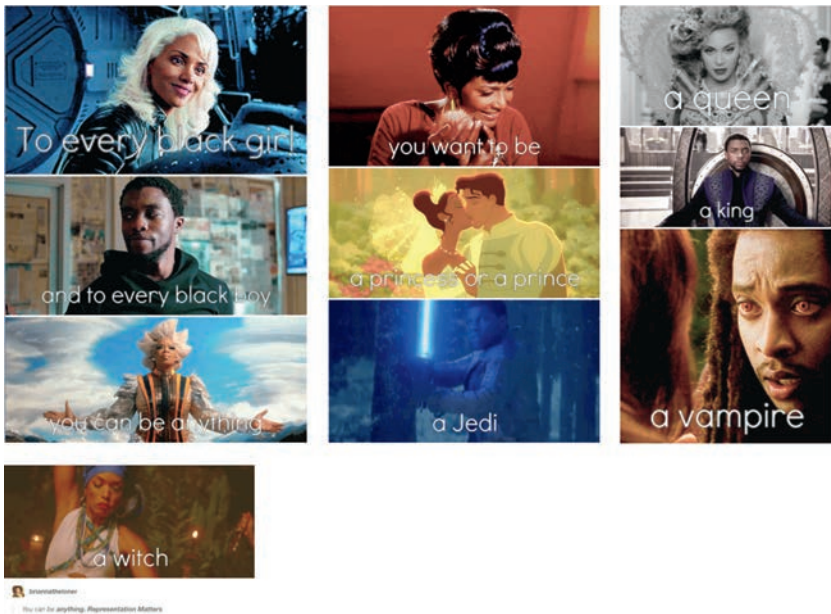 To every black girl
and to every black boy
you can be anything
you want to be
a princess or a prince
a Jedi
a queen
a king
a vampire
a witch
You can be anything. Representation Matters